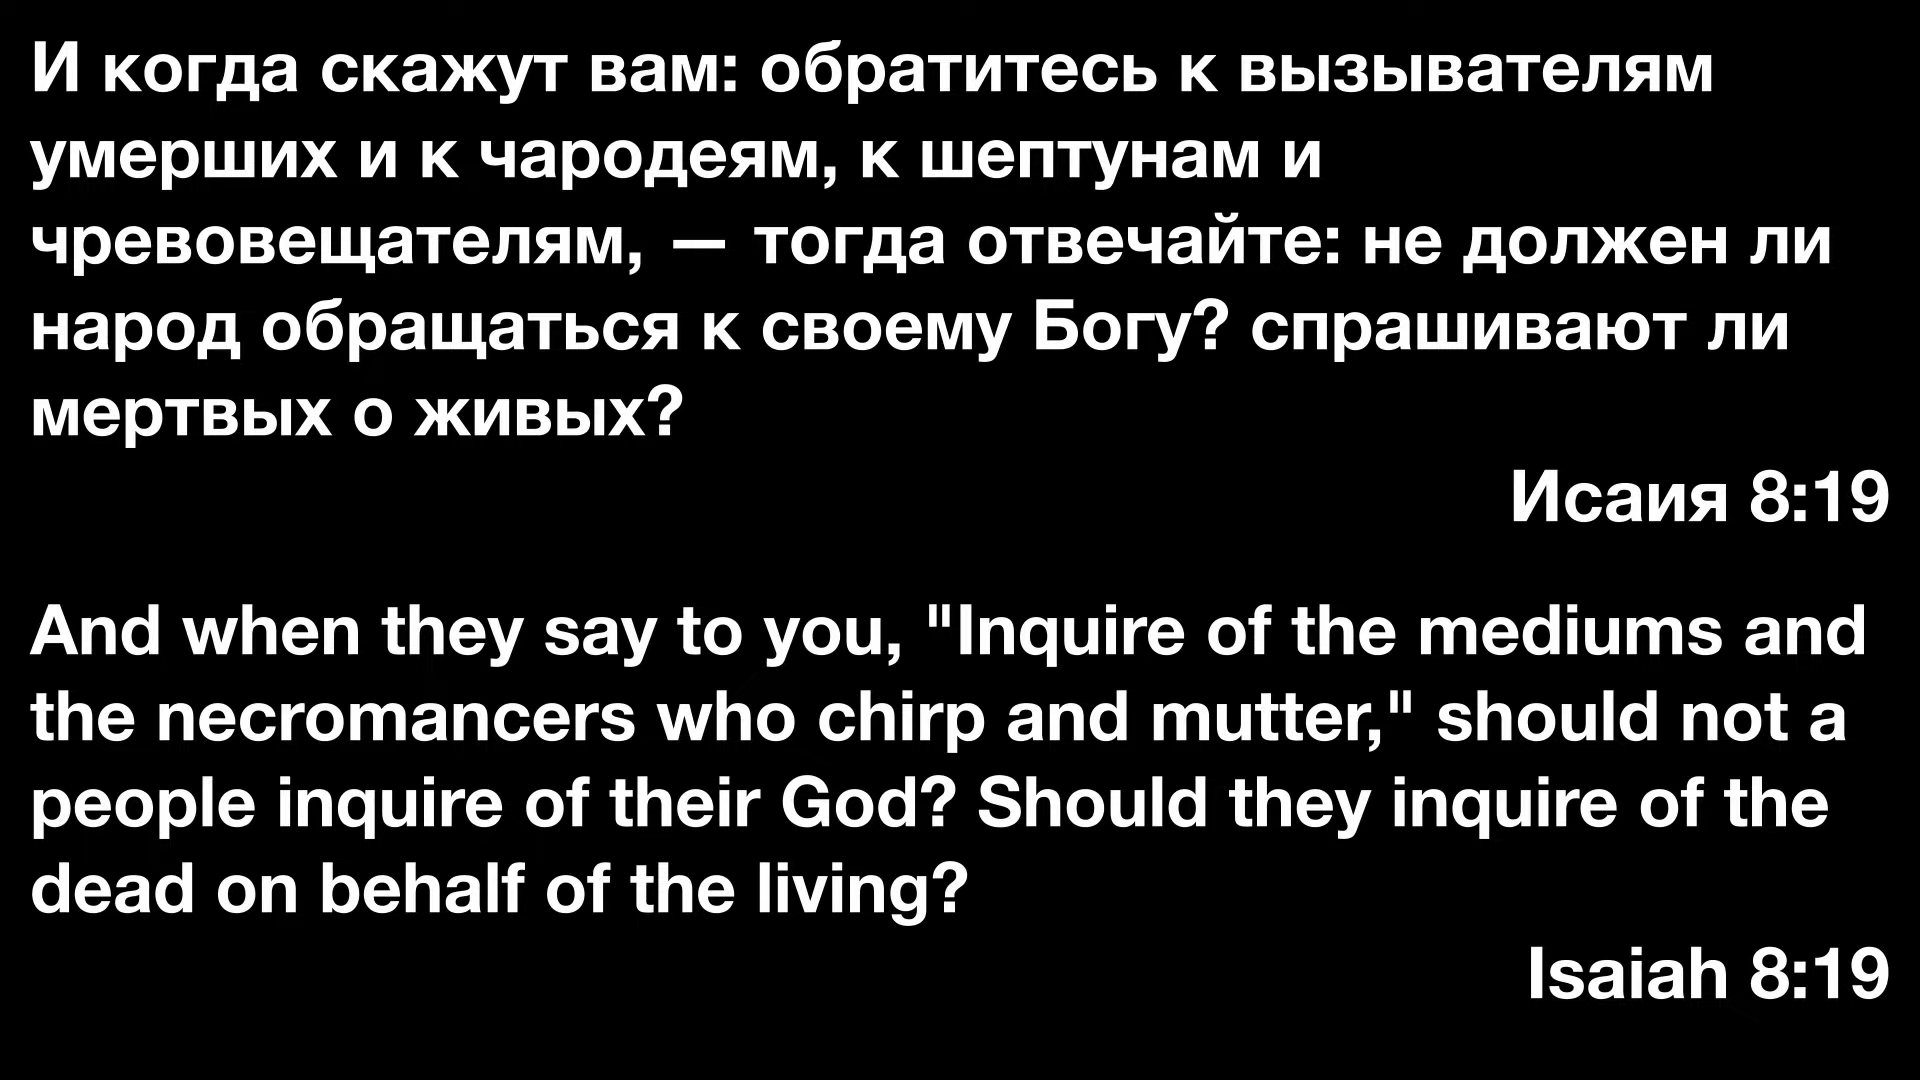 И когда скажут вам: обратитесь к вызывателям
умерших и к чародеям, к шептунам и
чревовещателям, — тогда отвечайте: не должен ли
народ обращаться к своему Богу? спрашивают ли
мертвых о живых?
Исаия 8:19
And when they say to you, "Inquire of the mediums and
the necromancers who chirp and mutter," should not a
people inquire of their God? Should they inquire of the
dead on behalf of the living?
Isaiah 8:19